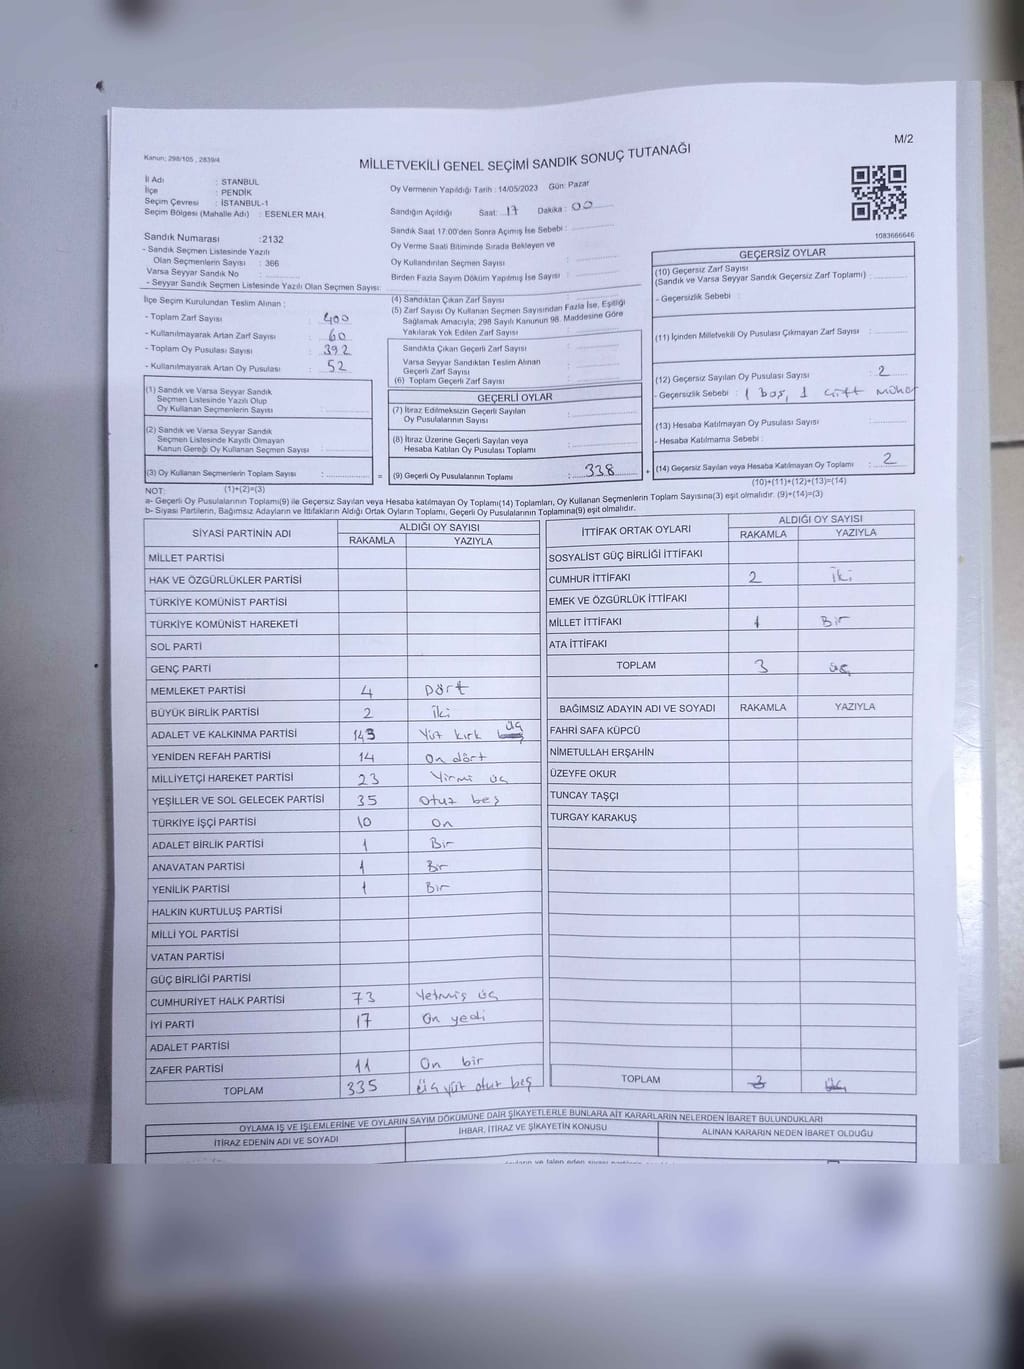 M/2
Kanun: 298/105 , 2839/4
MİLLETVEKİLİ GENEL SEÇİMİ SANDIK SONUÇ TUTANAĞI
İl Adı : STANBUL
İlçe : PENDİK
Seçim Çevresi : İSTANBUL-1
Seçim Bölgesi (Mahalle Adı) : ESENLER MAH.
Sandık Numarası :2132
- Sandık Seçmen Listesinde Yazılı
Olan Seçmenlerin Sayısı : 366
Varsa Seyyar Sandık No :
- Seyyar Sandık Seçmen Listesinde Yazılı Olan Seçmen Sayısı:
Oy Vermenin Yapıldığı Tarih : 14/05/2023 Gün: Pazar
Sandığın Açıldığı Saat: 17 Dakika : 00
Sandık Saat 17:00'den Sonra Açımış İse Sebebi :
Oy Verme Saati Bitiminde Sırada Bekleyen ve
Oy Kullandırılan Seçmen Sayısı :
Birden Fazla Sayım Döküm Yapılmış İse Sayısı :
1083666646
İlçe Seçim Kurulundan Teslim Alınan ;
- Toplam Zarf Sayısı : 400
- Kullanılmayarak Artan Zarf Sayısı : 60
- Toplam Oy Pusulası Sayısı : 392
- Kullanılmayarak Artan Oy Pusulası : 52
(4) Sandıktan Çıkan Zarf Sayısı :
(5) Zarf Sayısı Oy Kullanan Seçmen Sayısından Fazla İse, Eşitliği
Sağlamak Amacıyla; 298 Sayılı Kanunun 98. Maddesine Göre
Yakılarak Yok Edilen Zarf Sayısı :
Sandıkta Çıkan Geçerli Zarf Sayısı :
Varsa Seyyar Sandıktan Teslim Alınan
Geçerli Zarf Sayısı :
(6) Toplam Geçerli Zarf Sayısı :
GEÇERSİZ OYLAR
(10) Geçersiz Zarf Sayısı
(Sandık ve Varsa Seyyar Sandık Geçersiz Zarf Toplamı) :
- Geçersizlik Sebebi :
(11) İçinden Milletvekili Oy Pusulası Çıkmayan Zarf Sayısı :
(12) Geçersiz Sayılan Oy Pusulası Sayısı : 2
- Geçersizlik Sebebi : 1 boş, 1 çift mühür
(13) Hesaba Katılmayan Oy Pusulası Sayısı :
- Hesaba Katılmama Sebebi :
(14) Geçersiz Sayılan veya Hesaba Katılmayan Oy Toplamı : 2
(10)+(11)+(12)+(13)=(14)
(1) Sandık ve Varsa Seyyar Sandık
Seçmen Listesinde Yazılı Olup
Oy Kullanan Seçmenlerin Sayısı :
(2) Sandık ve Varsa Seyyar Sandık
Seçmen Listesinde Kayıtlı Olmayan
Kanun Gereği Oy Kullanan Seçmen Sayısı :
(3) Oy Kullanan Seçmenlerin Toplam Sayısı :
(1)+(2)=(3)
GEÇERLİ OYLAR
(7) İtiraz Edilmeksizin Geçerli Sayılan
Oy Pusulalarının Sayısı :
(8) İtiraz Üzerine Geçerli Sayılan veya
Hesaba Katılan Oy Pusulası Toplamı :
= (9) Geçerli Oy Pusulalarının Toplamı : 338 +
NOT:
a- Geçerli Oy Pusulalarının Toplamı(9) ile Geçersiz Sayılan veya Hesaba katılmayan Oy Toplamı(14) Toplamları, Oy Kullanan Seçmenlerin Toplam Sayısına(3) eşit olmalıdır. (9)+(14)=(3)
b- Siyasi Partilerin, Bağımsız Adayların ve İttifakların Aldığı Ortak Oyların Toplamı, Geçerli Oy Pusulalarının Toplamına(9) eşit olmalıdır.
SİYASİ PARTİNİN ADI ALDIĞI OY SAYISI
RAKAMLA YAZIYLA
MİLLET PARTİSİ
HAK VE ÖZGÜRLÜKLER PARTİSİ
TÜRKİYE KOMÜNİST PARTİSİ
TÜRKİYE KOMÜNİST HAREKETİ
SOL PARTİ
GENÇ PARTİ
MEMLEKET PARTİSİ 4 Dört
BÜYÜK BİRLİK PARTİSİ 2 İki
ADALET VE KALKINMA PARTİSİ 143 Yüz kırk üç
YENİDEN REFAH PARTİSİ 14 On dört
MİLLİYETÇİ HAREKET PARTİSİ 23 Yirmi üç
YEŞİLLER VE SOL GELECEK PARTİSİ 35 otuz beş
TÜRKİYE İŞÇİ PARTİSİ 10 On
ADALET BİRLİK PARTİSİ 1 Bir
ANAVATAN PARTİSİ 1 Bir
YENİLİK PARTİSİ 1 Bir
HALKIN KURTULUŞ PARTİSİ
MİLLİ YOL PARTİSİ
VATAN PARTİSİ
GÜÇ BİRLİĞİ PARTİSİ
CUMHURİYET HALK PARTİSİ 73 Yetmiş üç
İYİ PARTİ 17 On yedi
ADALET PARTİSİ
ZAFER PARTİSİ 11 On bir
TOPLAM 335 üç yüz otuz beş
İTTİFAK ORTAK OYLARI ALDIĞI OY SAYISI
RAKAMLA YAZIYLA
SOSYALİST GÜÇ BİRLİĞİ İTTİFAKI
CUMHUR İTTİFAKI 2 İki
EMEK VE ÖZGÜRLÜK İTTİFAKI
MİLLET İTTİFAKI 1 Bir
ATA İTTİFAKI
TOPLAM 3 üç
BAĞIMSIZ ADAYIN ADI VE SOYADI RAKAMLA YAZIYLA
FAHRİ SAFA KÜPCÜ
NİMETULLAH ERŞAHİN
ÜZEYFE OKUR
TUNCAY TAŞÇI
TURGAY KARAKUŞ
TOPLAM 3 üç
OYLAMA İŞ VE İŞLEMLERİNE VE OYLARIN SAYIM DÖKÜMÜNE DAİR ŞİKAYETLERLE BUNLARA AİT KARARLARIN NELERDEN İBARET BULUNDUKLARI
İTİRAZ EDENİN ADI VE SOYADI İHBAR, İTİRAZ VE ŞİKAYETİN KONUSU ALINAN KARARIN NEDEN İBARET OLDUĞU